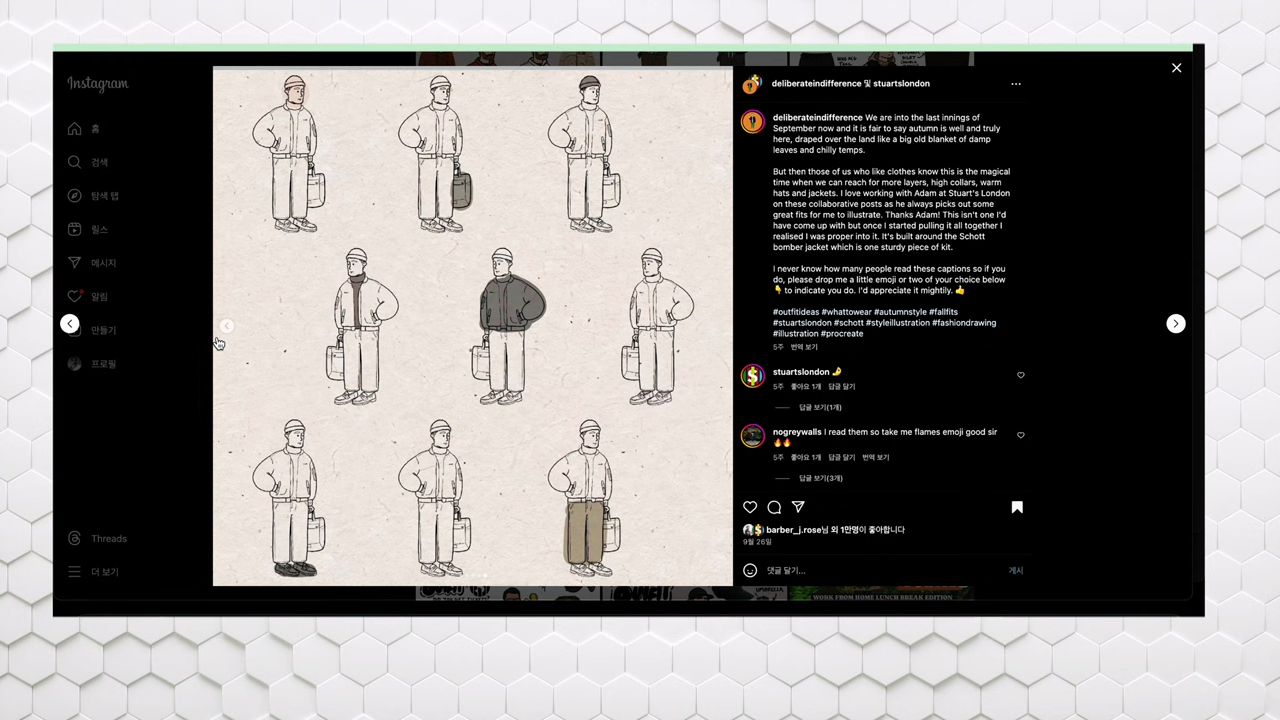 Instagram
홈
검색
탐색 탭
릴스
메시지
알림
만들기
프로필
Threads
더 보기
deliberateindifference 및 stuartslondon
deliberateindifference We are into the last innings of
September now and it is fair to say autumn is well and truly
here, draped over the land like a big old blanket of damp
leaves and chilly temps.
But then those of us who like clothes know this is the magical
time when we can reach for more layers, high collars, warm
hats and jackets. I love working with Adam at Stuart's London
on these collaborative posts as he always picks out some
great fits for me to illustrate. Thanks Adam! This isn't one I'd
have come up with but once I started pulling it all together I
realised I was proper into it. It's built around the Schott
bomber jacket which is one sturdy piece of kit.
I never know how many people read these captions so if you
do, please drop me a little emoji or two of your choice below
👇 to indicate you do. I'd appreciate it mightily. 👍
#outfitideas #whattowear #autumnstyle #fallfits
#stuartslondon #schott #styleillustration #fashiondrawing
#illustration #procreate
5주 번역 보기
stuartslondon 🤌
5주 좋아요 1개 답글 달기
답글 보기(1개)
nogreywalls I read them so take me flames emoji good sir
🔥🔥
5주 좋아요 1개 답글 달기 번역 보기
답글 보기(3개)
barber_j.rose님 외 1만명이 좋아합니다
9월 26일
댓글 달기...
게시
WORK FROM HOME LUNCH BREAK EDITION